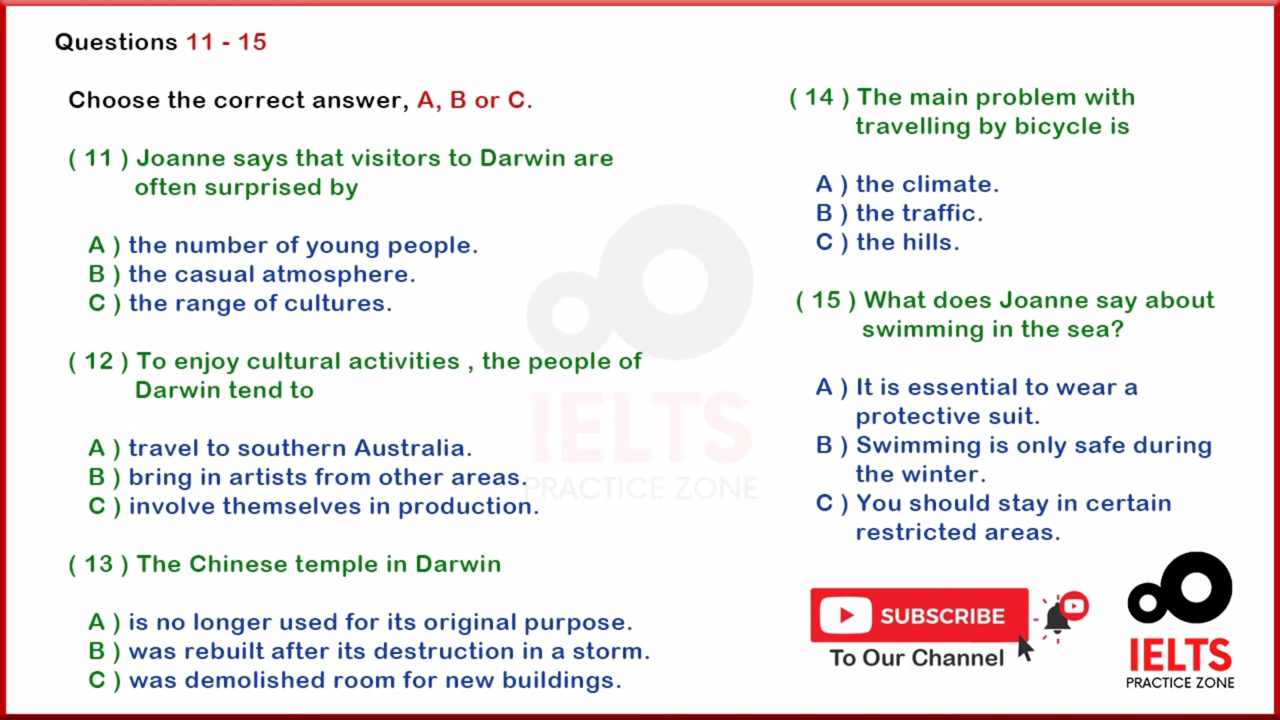 Questions 11 - 15
Choose the correct answer, A, B or C.
( 11 ) Joanne says that visitors to Darwin are
often surprised by
A ) the number of young people.
B ) the casual atmosphere.
C ) the range of cultures.
( 12 ) To enjoy cultural activities , the people of
Darwin tend to
A ) travel to southern Australia.
B ) bring in artists from other areas.
C ) involve themselves in production.
( 13 ) The Chinese temple in Darwin
A ) is no longer used for its original purpose.
B ) was rebuilt after its destruction in a storm.
C ) was demolished room for new buildings.
( 14 ) The main problem with
travelling by bicycle is
A ) the climate.
B ) the traffic.
C ) the hills.
( 15 ) What does Joanne say about
swimming in the sea?
A ) It is essential to wear a
protective suit.
B ) Swimming is only safe during
the winter.
C ) You should stay in certain
restricted areas.
IELTS
PRACTICE ZONE
SUBSCRIBE
To Our Channel
IELTS
PRACTICE ZONE